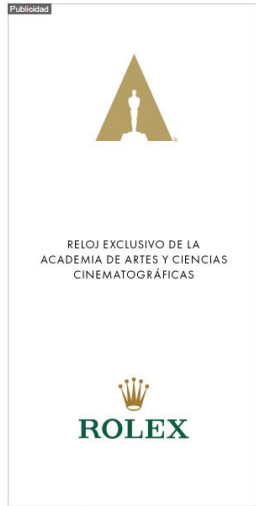 Publicidad
RELOJ EXCLUSIVO DE LA
ACADEMIA DE ARTES Y CIENCIAS
CINEMATOGRÁFICAS
ROLEX